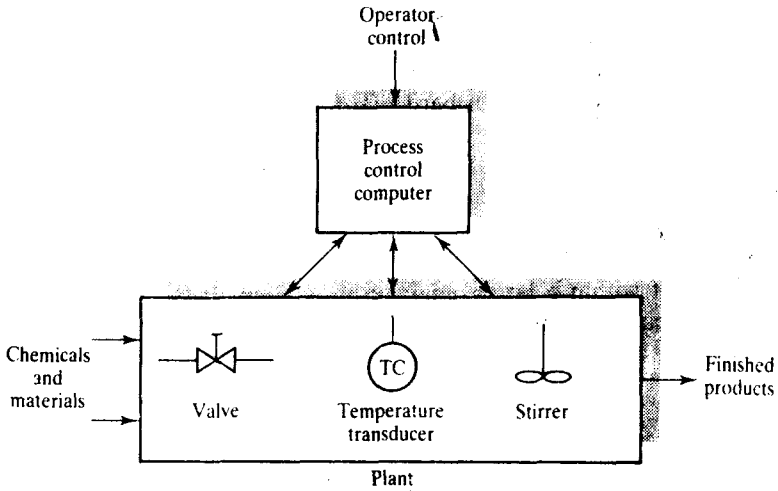 Operator
control
Process
control
computer
Chemicals
and
materials
Valve
TC
Temperature
transducer
Stirrer
Finished
products
Plant